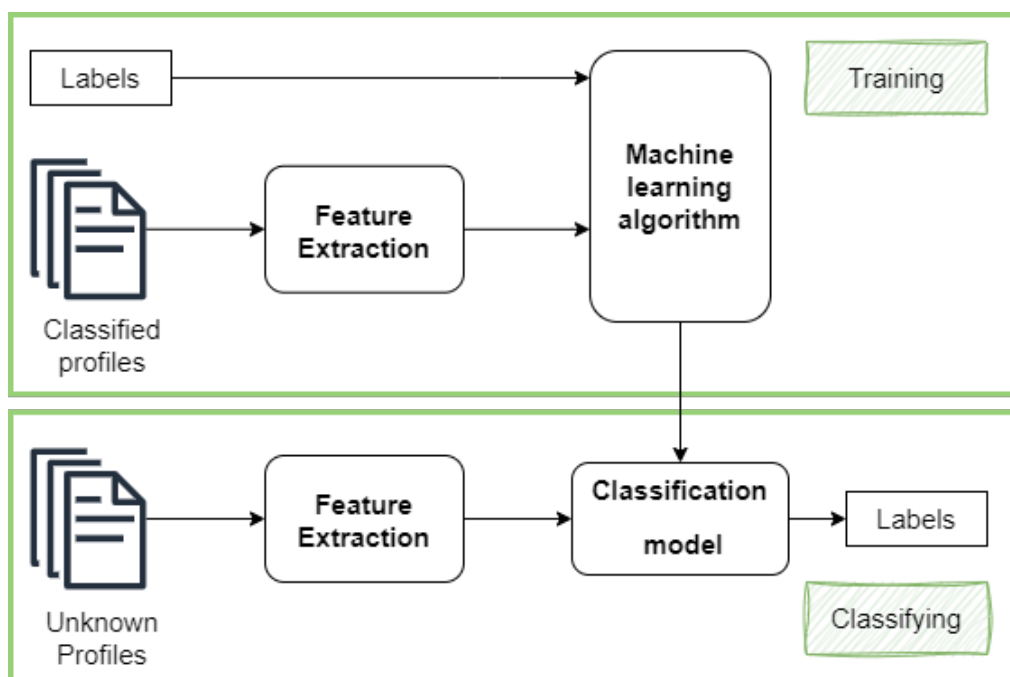 Labels
Training
Machine
learning
algorithm
Feature
Extraction
Classified
profiles
Classification
model
Feature
Extraction
Labels
Classifying
Unknown
Profiles